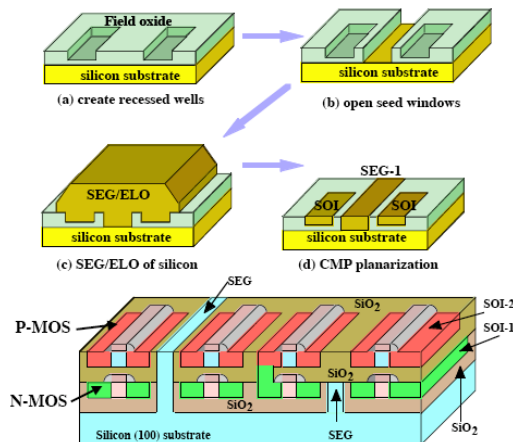 Field oxide
silicon substrate
(a) create recessed wells
silicon substrate
(b) open seed windows
SEG/ELO
silicon substrate
(c) SEG/ELO of silicon
SEG-1
SOI
SOI
silicon substrate
(d) CMP planarization
SEG
SiO2
P-MOS
SOI-2
SOI-1
SiO2
N-MOS
SiO2
SiO2
Silicon (100) substrate
SEG